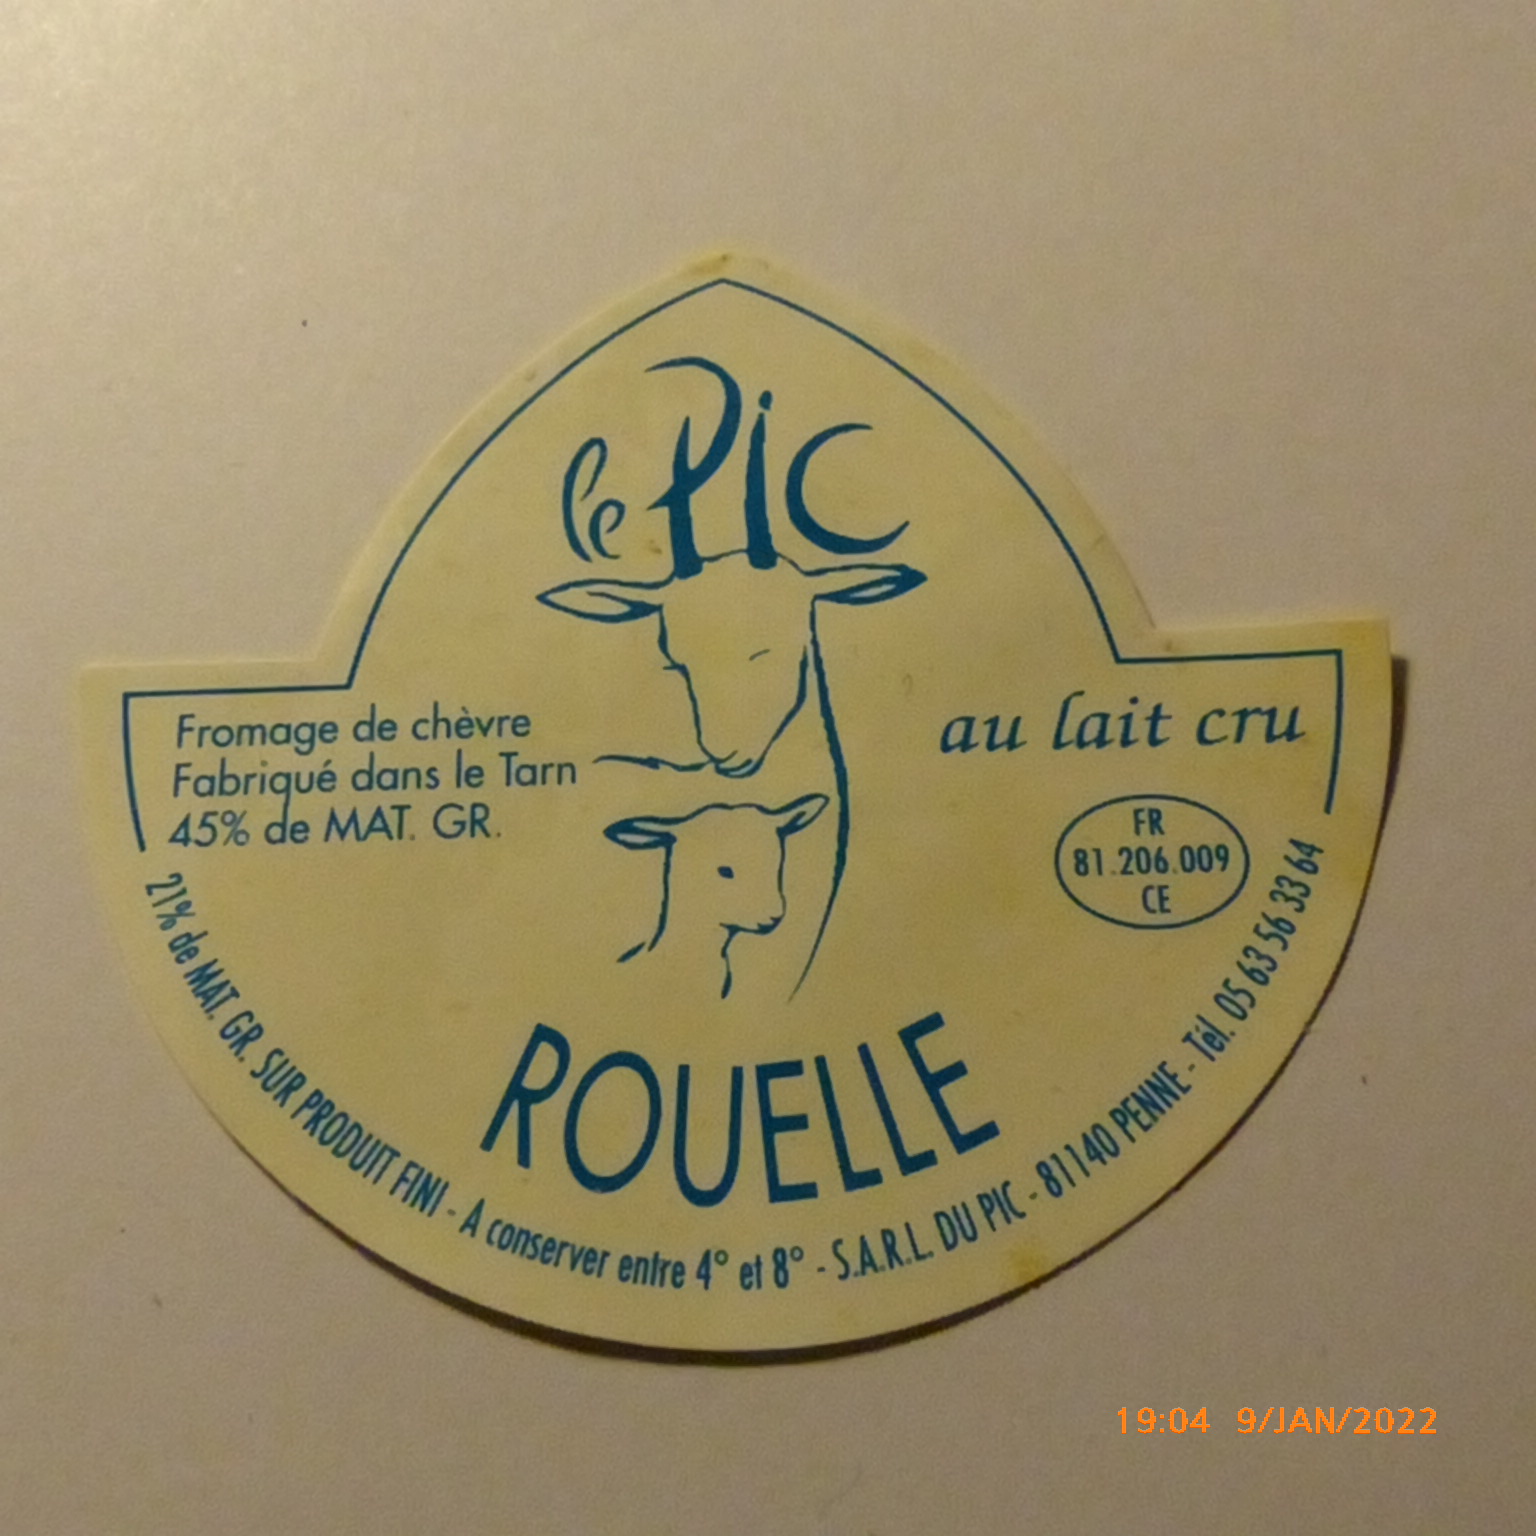 le Pic
Fromage de chèvre
Fabriqué dans le Tarn
45% de MAT. GR.
au lait cru
FR
81.206.009
CE
ROUELLE
21% de MAT. GR. SUR PRODUIT FINI - A conserver entre 4° et 8° - S.A.R.L. DU PIC - 81140 PENNE - Tél. 05 63 56 33 64
19:04 9/JAN/2022